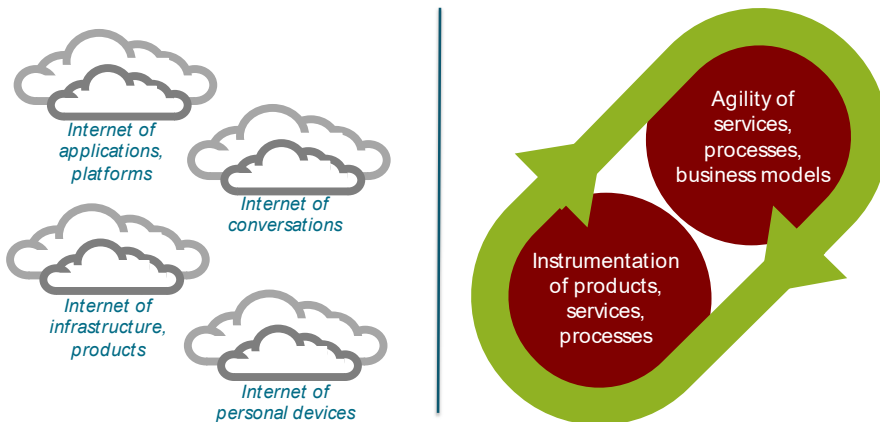 Internet of
applications,
platforms
Internet of
conversations
Internet of
infrastructure,
products
Internet of
personal devices
Agility of
services,
processes,
business models
Instrumentation
of products,
services,
processes